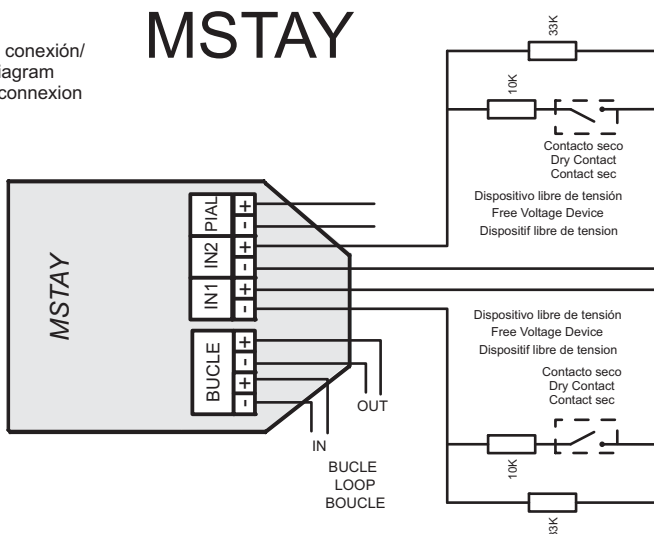 MSTAY
conexión/
iagram
connexion
33K
10K
Contacto seco
Dry Contact
Contact sec
Dispositivo libre de tensión
Free Voltage Device
Dispositif libre de tension
MSTAY
PIAL
+
-
IN2
+
-
IN1
+
-
BUCLE
+
-
+
-
OUT
IN
BUCLE
LOOP
BOUCLE
Dispositivo libre de tensión
Free Voltage Device
Dispositif libre de tension
Contacto seco
Dry Contact
Contact sec
10K
33K